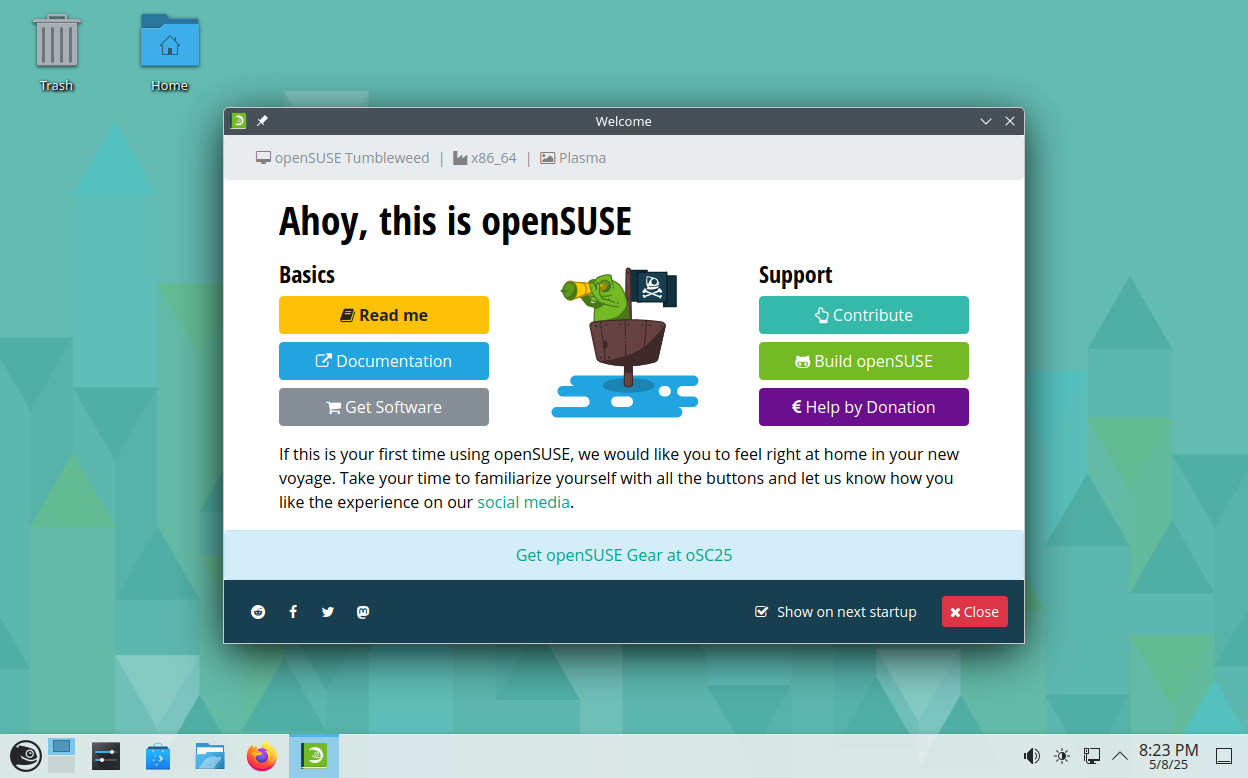 Trash
Home
Welcome
openSUSE Tumbleweed | x86_64 | Plasma
Ahoy, this is openSUSE
Basics
Support
Read me
Contribute
Documentation
Build openSUSE
Get Software
€ Help by Donation
If this is your first time using openSUSE, we would like you to feel right at home in your new
voyage. Take your time to familiarize yourself with all the buttons and let us know how you
like the experience on our social media.
Get openSUSE Gear at oSC25
Show on next startup
Close
8:23 PM
5/8/25